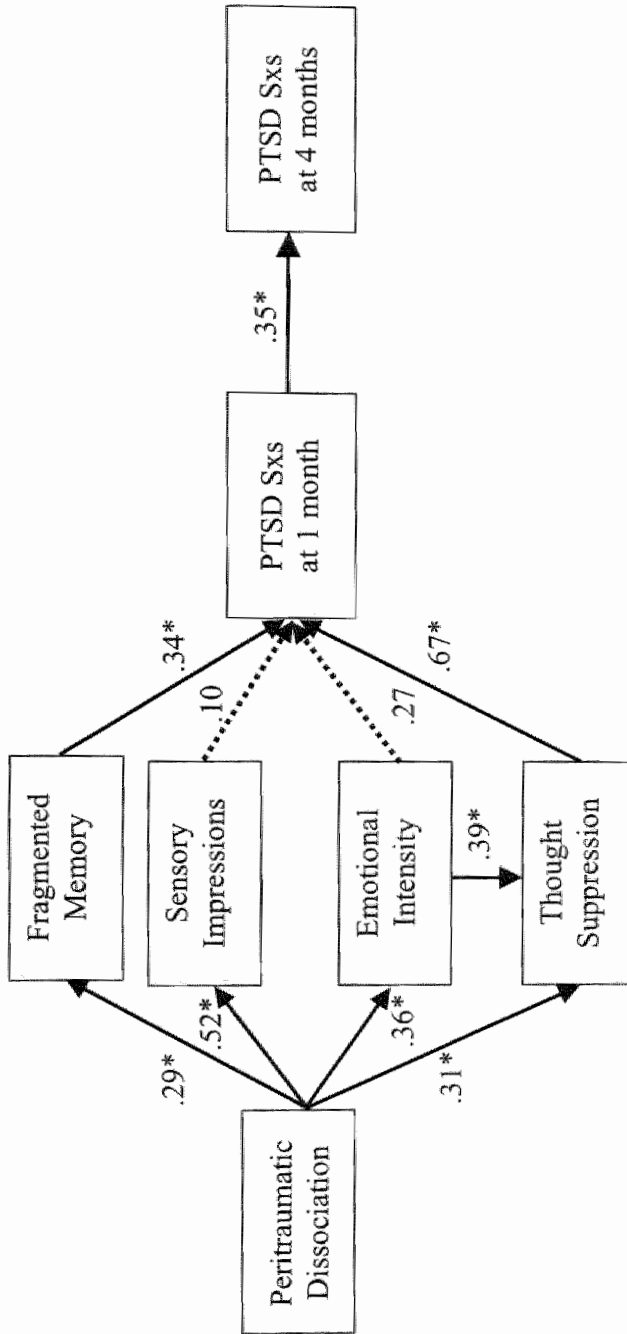 Peritraumatic
Dissociation
.29*
.52*
.36*
.31*
Fragmented
Memory
Sensory
Impressions
Emotional
Intensity
.39*
Thought
Suppression
.34*
.10
.27
.67*
PTSD Sxs
at 1 month
.35*
PTSD Sxs
at 4 months